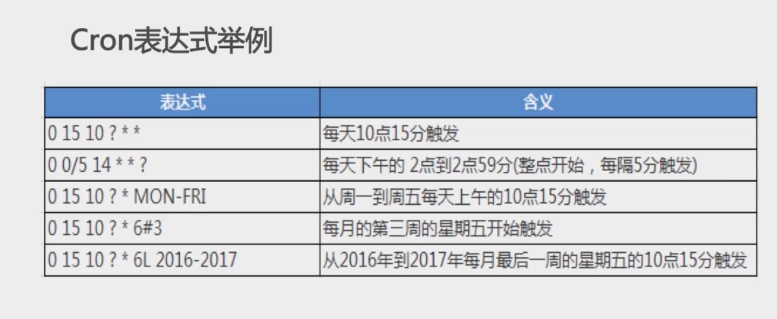 Cron表达式举例
表达式 含义
0 15 10 ? * * 每天10点15分触发
0 0/5 14 * * ? 每天下午的 2点到2点59分(整点开始，每隔5分触发)
0 15 10 ? * MON-FRI 从周一到周五每天上午的10点15分触发
0 15 10 ? * 6#3 每月的第三周的星期五开始触发
0 15 10 ? * 6L 2016-2017 从2016年到2017年每月最后一周的星期五的10点15分触发